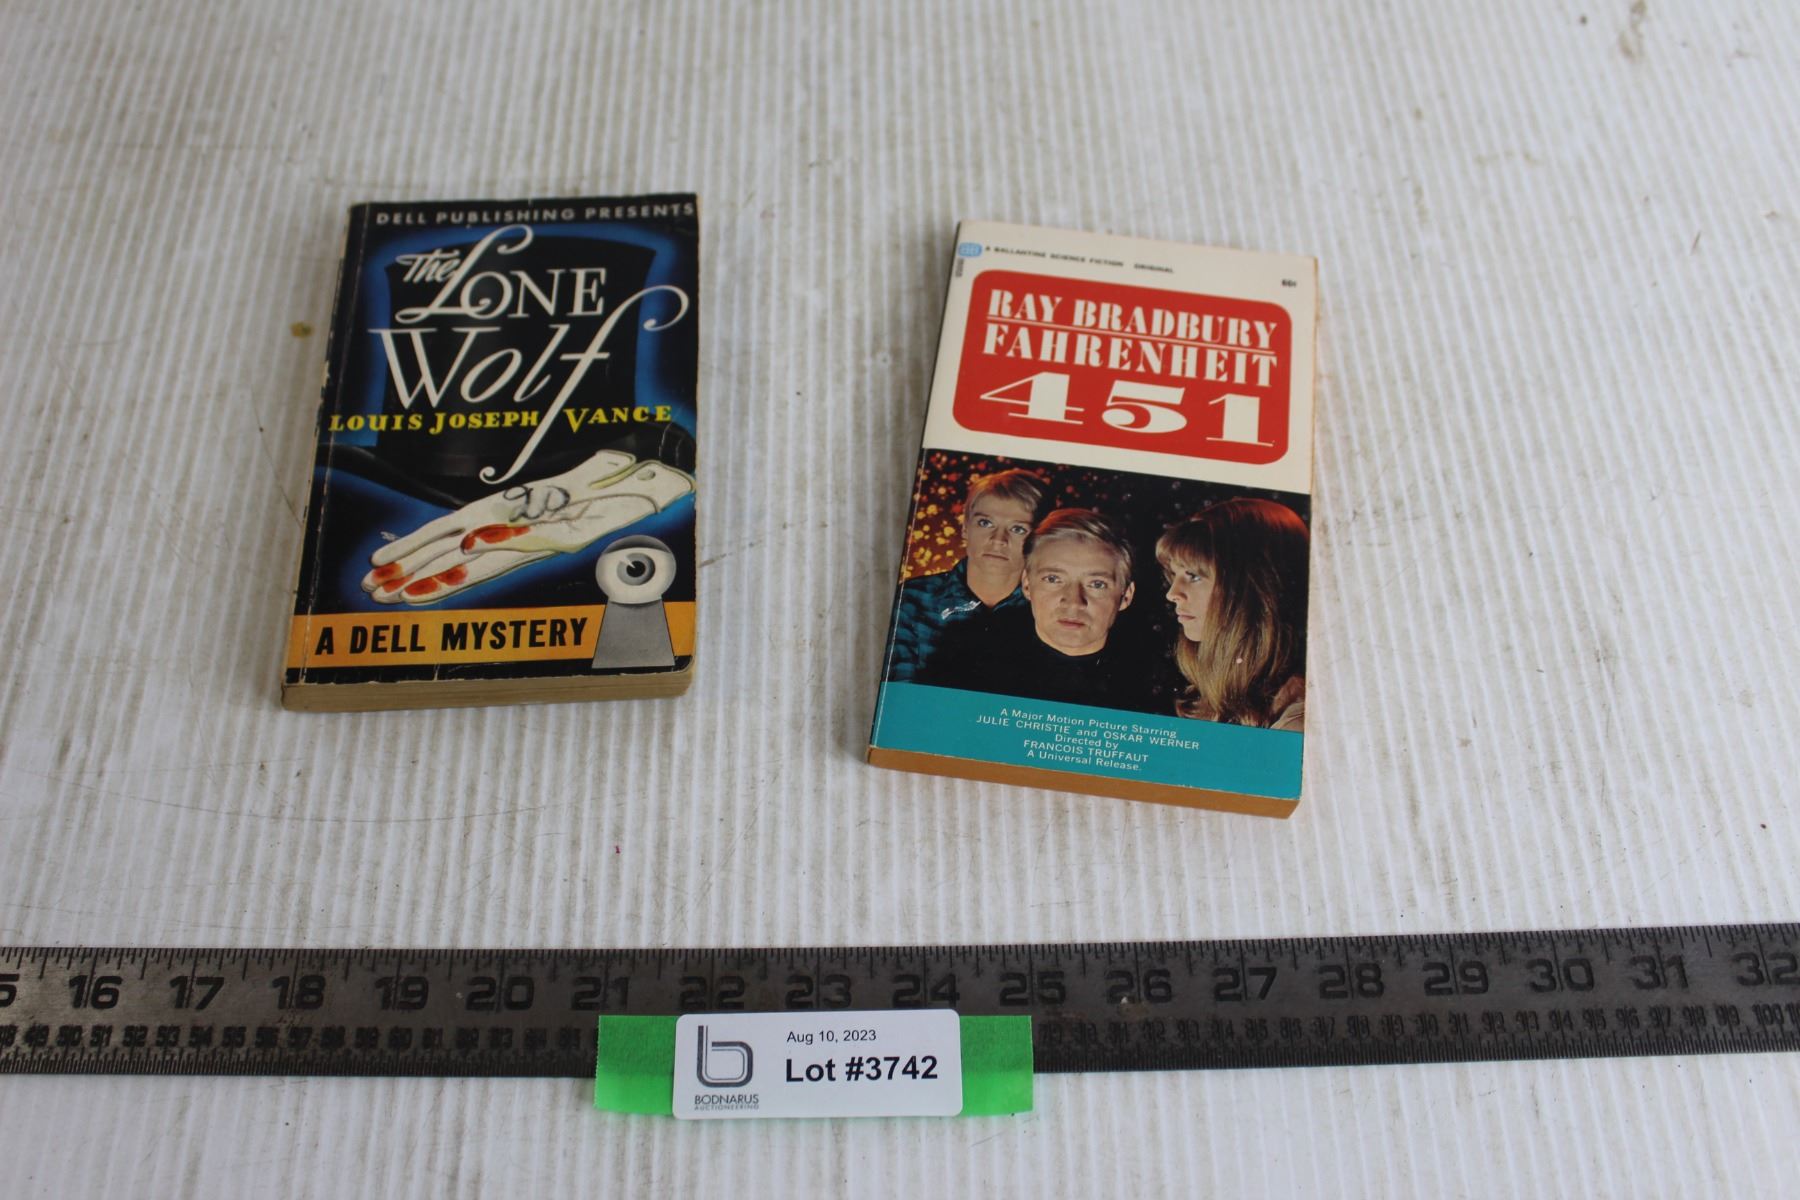 DELL PUBLISHING PRESENTS
The LONE
Wolf
LOUIS JOSEPH VANCE
A DELL MYSTERY
A BALLANTINE SCIENCE FICTION ORIGINAL
60¢
RAY BRADBURY
FAHRENHEIT
451
A Major Motion Picture Starring
JULIE CHRISTIE and OSKAR WERNER
Directed by
FRANCOIS TRUFFAUT
A Universal Release.
16 17 18 19 20 21 22 23 24 25 26 27 28 29 30 31 32
Aug 10, 2023
Lot #3742
BODNARUS
AUCTIONEERING